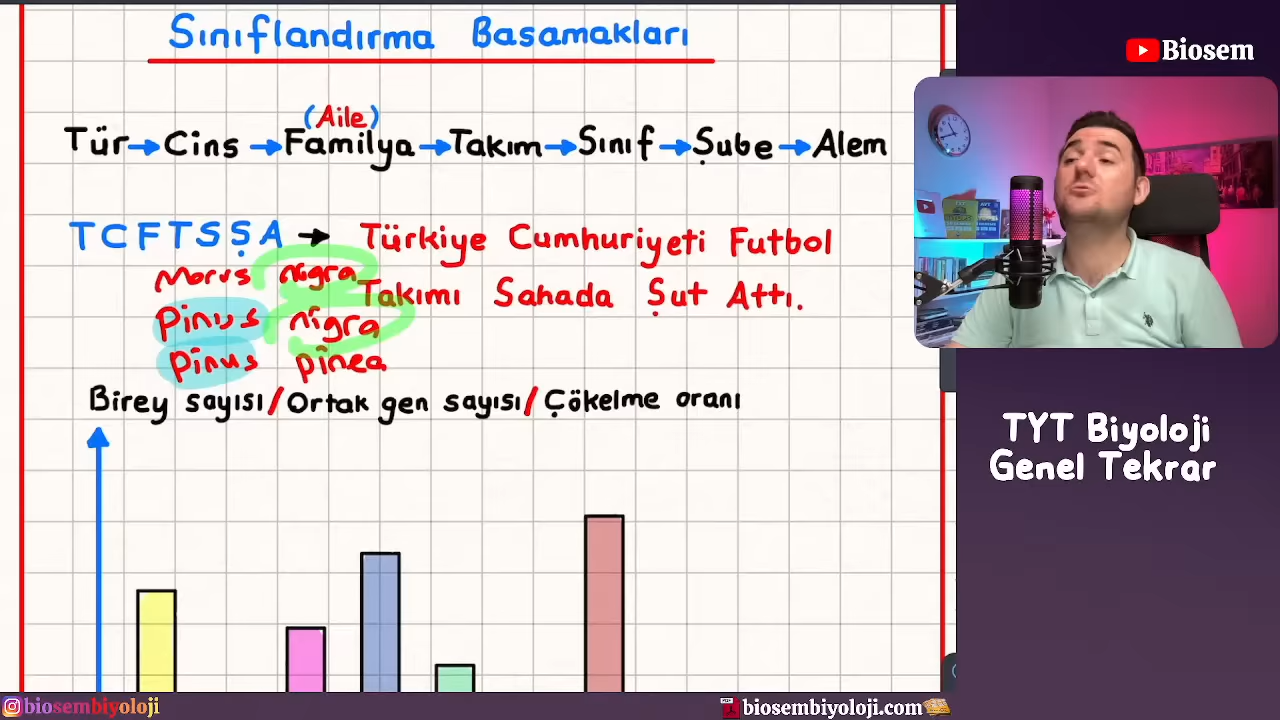 Sınıflandırma Basamakları
Biosem
(Aile)
Tür→Cins→Familya→Takım→Sınıf→Şube→Alem
TCFTSŞA → Türkiye Cumhuriyeti Futbol
Morus nigra
Takımı Sahada Şut Attı.
Pinus nigra
Pinus pinea
Birey sayısı/Ortak gen sayısı/Çökelme oranı
TYT Biyoloji
Genel Tekrar
biosembiyoloji
biosembiyoloji.com